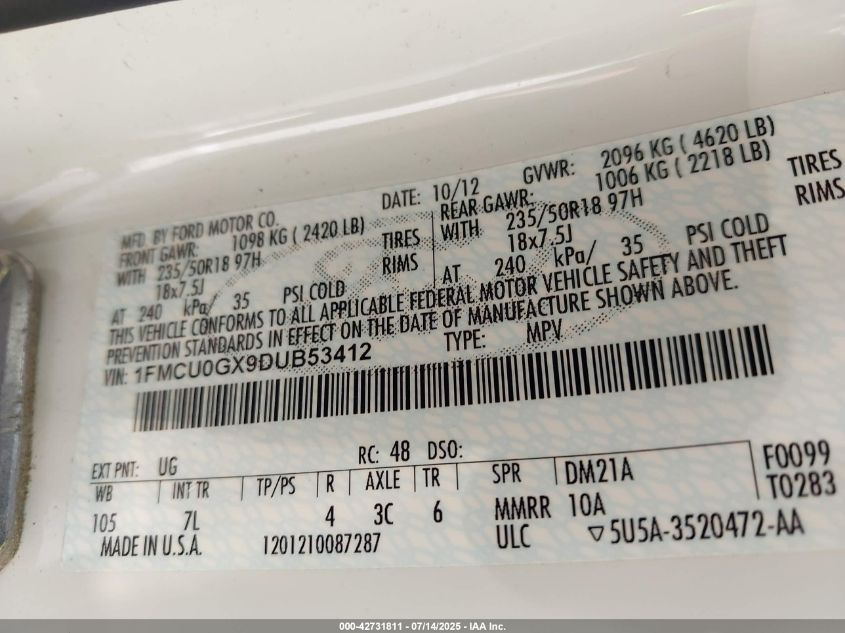 MFD. BY FORD MOTOR CO. DATE: 10/12 GVWR: 2096 KG ( 4620 LB)
FRONT GAWR: 1098 KG ( 2420 LB) REAR GAWR: 1006 KG ( 2218 LB)
WITH 235/50R18 97H TIRES WITH 235/50R18 97H TIRES
18x7.5J RIMS 18x7.5J RIMS
AT 240 kPa/ 35 PSI COLD AT 240 kPa/ 35 PSI COLD
THIS VEHICLE CONFORMS TO ALL APPLICABLE FEDERAL MOTOR VEHICLE SAFETY AND THEFT
PREVENTION STANDARDS IN EFFECT ON THE DATE OF MANUFACTURE SHOWN ABOVE.
VIN: 1FMCU0GX9DUB53412 TYPE: MPV
EXT PNT: UG RC: 48 DSO: F0099
WB INT TR TP/PS R AXLE TR SPR DM21A T0283
105 7L 4 3C 6 MMRR 10A
MADE IN U.S.A. 1201210087287 ULC ▽5U5A-3520472-AA
000-42731811 - 07/14/2025 - IAA Inc.